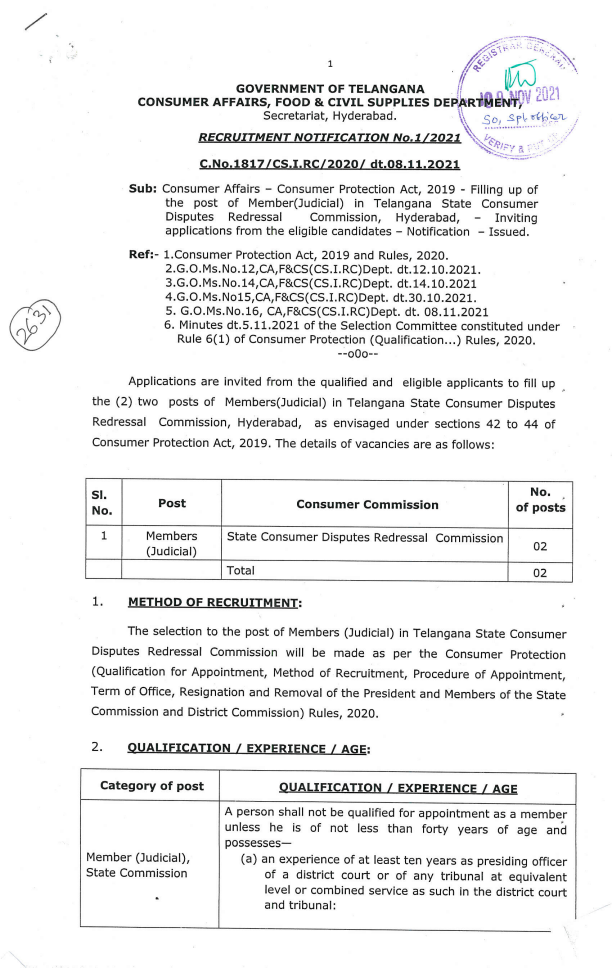 1
REGISTRAR GENERAL
09 NOV 2021
So, Spl officer
VERIFY & PUT UP
GOVERNMENT OF TELANGANA
CONSUMER AFFAIRS, FOOD & CIVIL SUPPLIES DEPARTMENT,
Secretariat, Hyderabad.
RECRUITMENT NOTIFICATION No.1/2021
C.No.1817/CS.I.RC/2020/ dt.08.11.2021
Sub: Consumer Affairs – Consumer Protection Act, 2019 - Filling up of
the post of Member(Judicial) in Telangana State Consumer
Disputes Redressal Commission, Hyderabad, – Inviting
applications from the eligible candidates – Notification – Issued.
Ref:- 1.Consumer Protection Act, 2019 and Rules, 2020.
2.G.O.Ms.No.12,CA,F&CS(CS.I.RC)Dept. dt.12.10.2021.
3.G.O.Ms.No.14,CA,F&CS(CS.I.RC)Dept. dt.14.10.2021
4.G.O.Ms.No15,CA,F&CS(CS.I.RC)Dept. dt.30.10.2021.
5. G.O.Ms.No.16, CA,F&CS(CS.I.RC)Dept. dt. 08.11.2021
6. Minutes dt.5.11.2021 of the Selection Committee constituted under
Rule 6(1) of Consumer Protection (Qualification...) Rules, 2020.
--o0o--
2631
Applications are invited from the qualified and eligible applicants to fill up
the (2) two posts of Members(Judicial) in Telangana State Consumer Disputes
Redressal Commission, Hyderabad, as envisaged under sections 42 to 44 of
Consumer Protection Act, 2019. The details of vacancies are as follows:
Sl. No. Post Consumer Commission No. of posts
1 Members (Judicial) State Consumer Disputes Redressal Commission 02
Total 02
1. METHOD OF RECRUITMENT:
The selection to the post of Members (Judicial) in Telangana State Consumer
Disputes Redressal Commission will be made as per the Consumer Protection
(Qualification for Appointment, Method of Recruitment, Procedure of Appointment,
Term of Office, Resignation and Removal of the President and Members of the State
Commission and District Commission) Rules, 2020.
2. QUALIFICATION / EXPERIENCE / AGE:
Category of post QUALIFICATION / EXPERIENCE / AGE
Member (Judicial),
State Commission
A person shall not be qualified for appointment as a member
unless he is of not less than forty years of age and
possesses—
(a) an experience of at least ten years as presiding officer
of a district court or of any tribunal at equivalent
level or combined service as such in the district court
and tribunal: